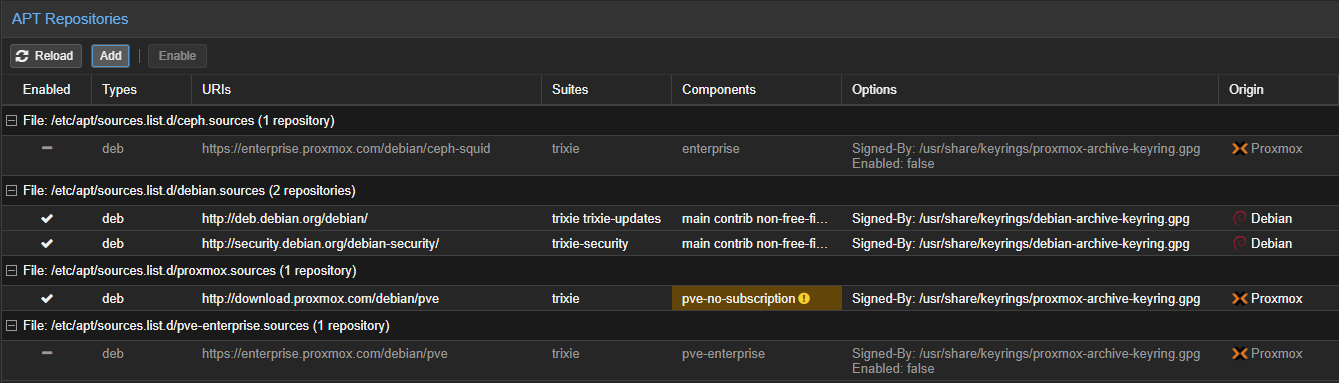 APT Repositories
Reload Add Enable
Enabled Types URIs Suites Components Options Origin
File: /etc/apt/sources.list.d/ceph.sources (1 repository)
deb https://enterprise.proxmox.com/debian/ceph-squid trixie enterprise Signed-By: /usr/share/keyrings/proxmox-archive-keyring.gpg Proxmox
Enabled: false
File: /etc/apt/sources.list.d/debian.sources (2 repositories)
deb http://deb.debian.org/debian/ trixie trixie-updates main contrib non-free-fi... Signed-By: /usr/share/keyrings/debian-archive-keyring.gpg Debian
deb http://security.debian.org/debian-security/ trixie-security main contrib non-free-fi... Signed-By: /usr/share/keyrings/debian-archive-keyring.gpg Debian
File: /etc/apt/sources.list.d/proxmox.sources (1 repository)
deb http://download.proxmox.com/debian/pve trixie pve-no-subscription Signed-By: /usr/share/keyrings/proxmox-archive-keyring.gpg Proxmox
File: /etc/apt/sources.list.d/pve-enterprise.sources (1 repository)
deb https://enterprise.proxmox.com/debian/pve trixie pve-enterprise Signed-By: /usr/share/keyrings/proxmox-archive-keyring.gpg Proxmox
Enabled: false